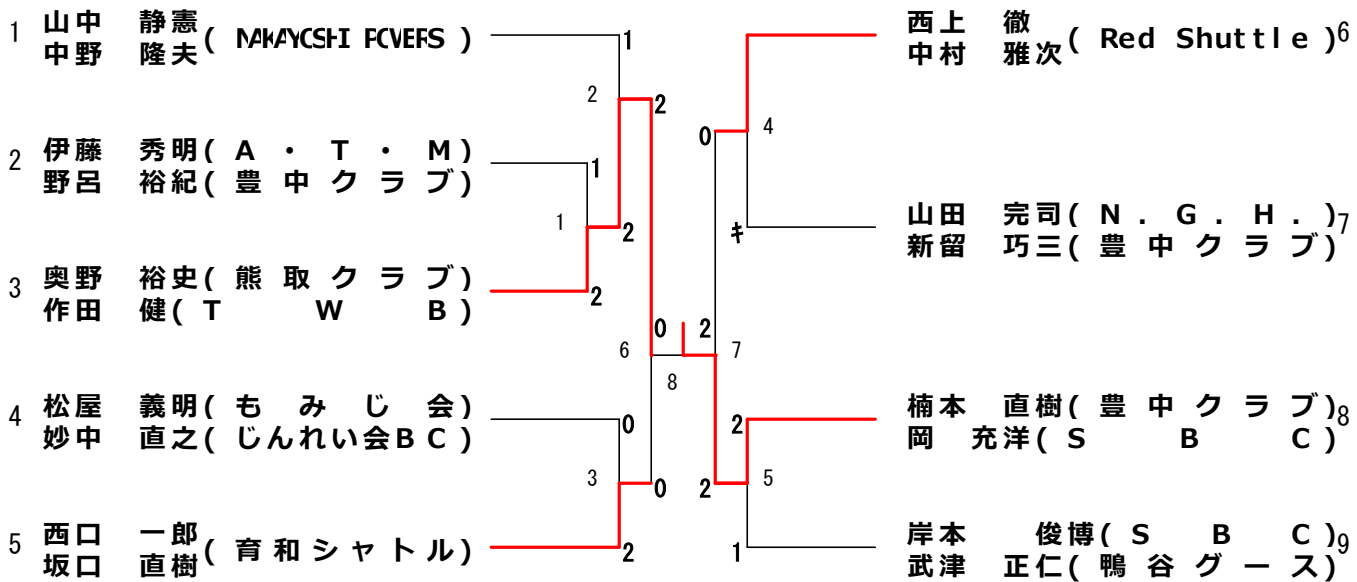 1 山中 静憲
中野 隆夫 ( NAKAYOSHI POWERS )
2 伊藤 秀明 ( A ・ T ・ M )
野呂 裕紀 ( 豊中クラブ )
3 奥野 裕史 ( 熊取クラブ )
作田 健 ( T W B )
4 松屋 義明 ( もみじ会 )
妙中 直之 ( じんれい会BC )
5 西口 一郎
坂口 直樹 ( 育和シャトル )
1
2
2
1
1
2
2
0
6
0
3
0
2
8
0
4
キ
2
7
2
2
5
1
西上 徹
中村 雅次 ( Red Shuttle ) 6
山田 完司 ( N . G . H . ) 7
新留 巧三 ( 豊中クラブ )
楠本 直樹 ( 豊中クラブ ) 8
岡 充洋 ( S B C )
岸本 俊博 ( S B C ) 9
武津 正仁 ( 鴨谷グース )